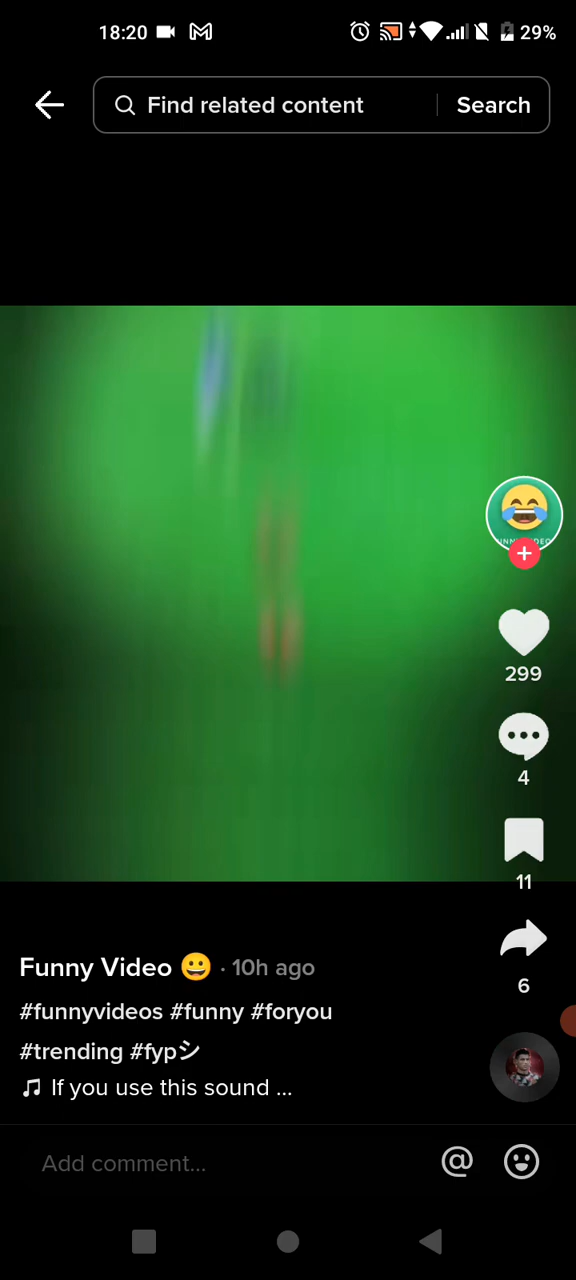 18:20
29%
Find related content
Search
299
4
11
6
Funny Video 😀 · 10h ago
#funnyvideos #funny #foryou
#trending #fypシ
If you use this sound ...
Add comment...